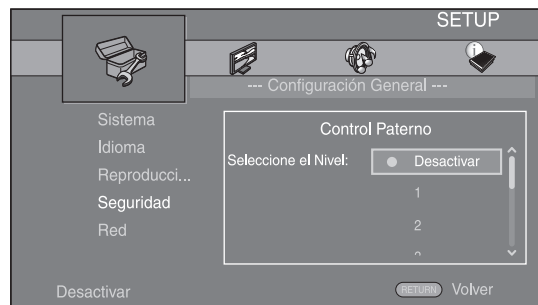 SETUP
--- Configuración General ---
Sistema
Idioma
Reproducci...
Seguridad
Red
Control Paterno
Seleccione el Nivel:
Desactivar
1
2
Desactivar
RETURN Volver